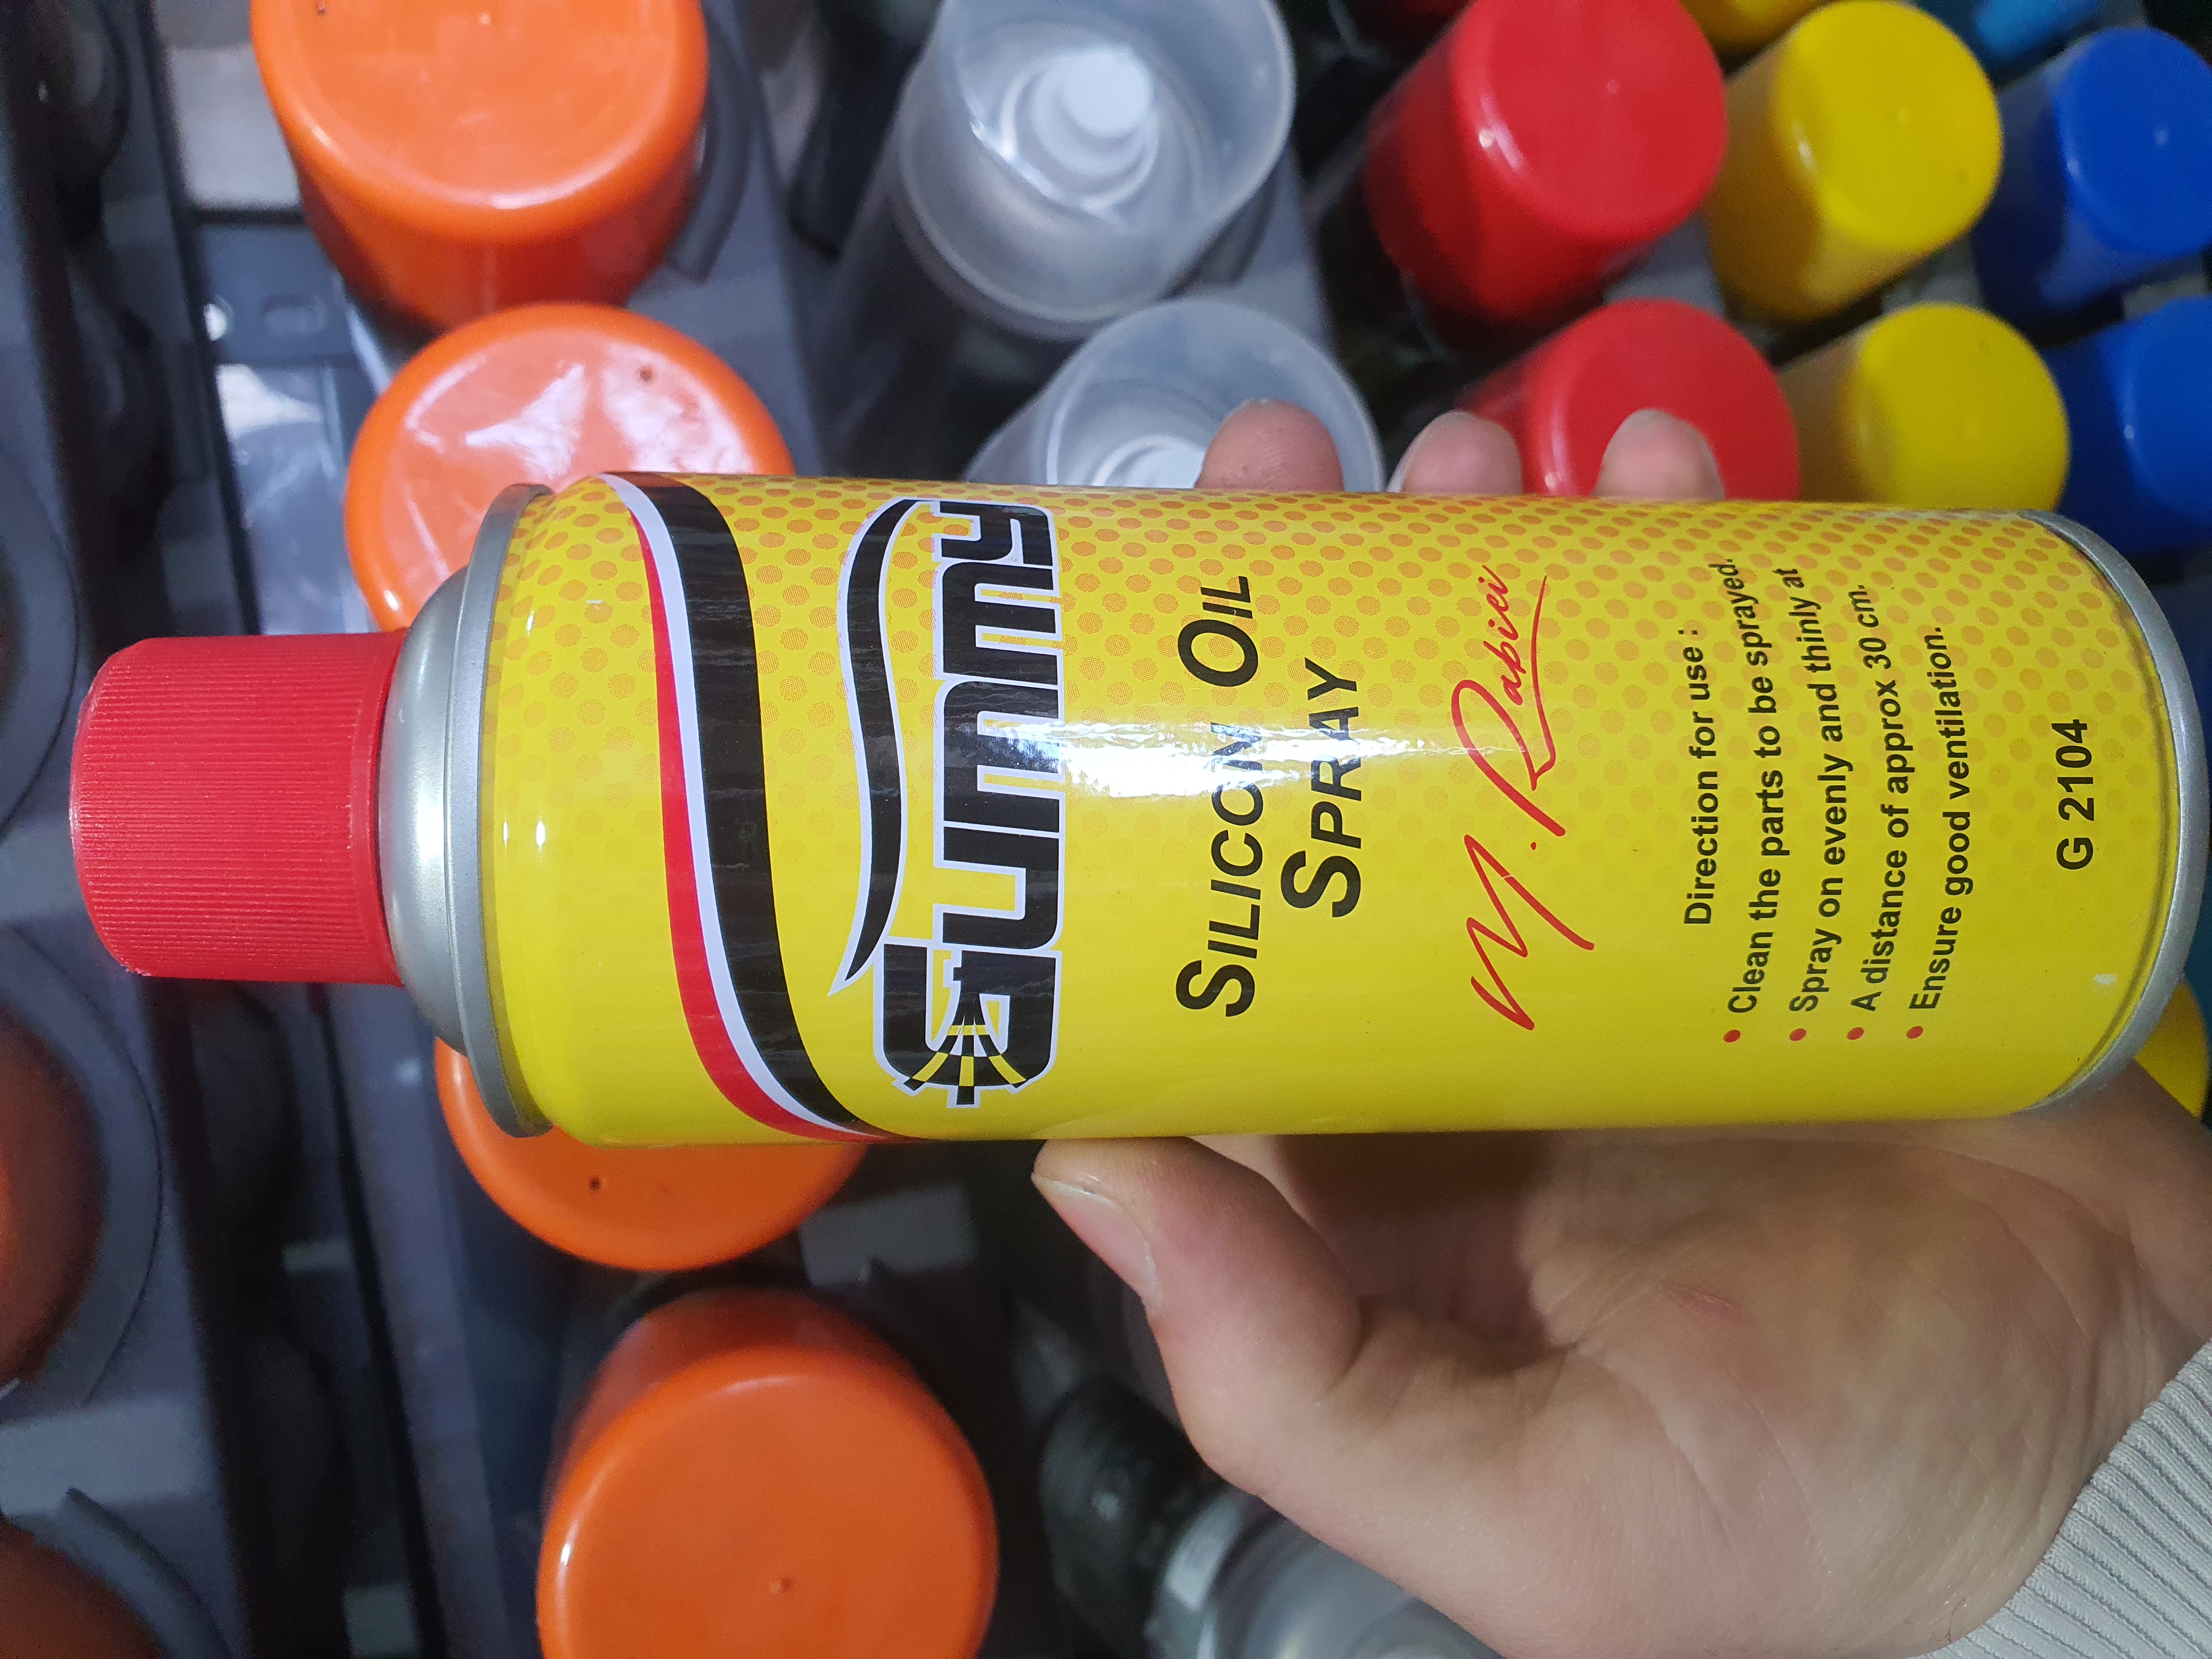 Gummy
SILICON OIL
SPRAY
M. Rabiei
Direction for use :
• Clean the parts to be sprayed.
• Spray on evenly and thinly at
• A distance of approx 30 cm.
• Ensure good ventilation.
G 2104